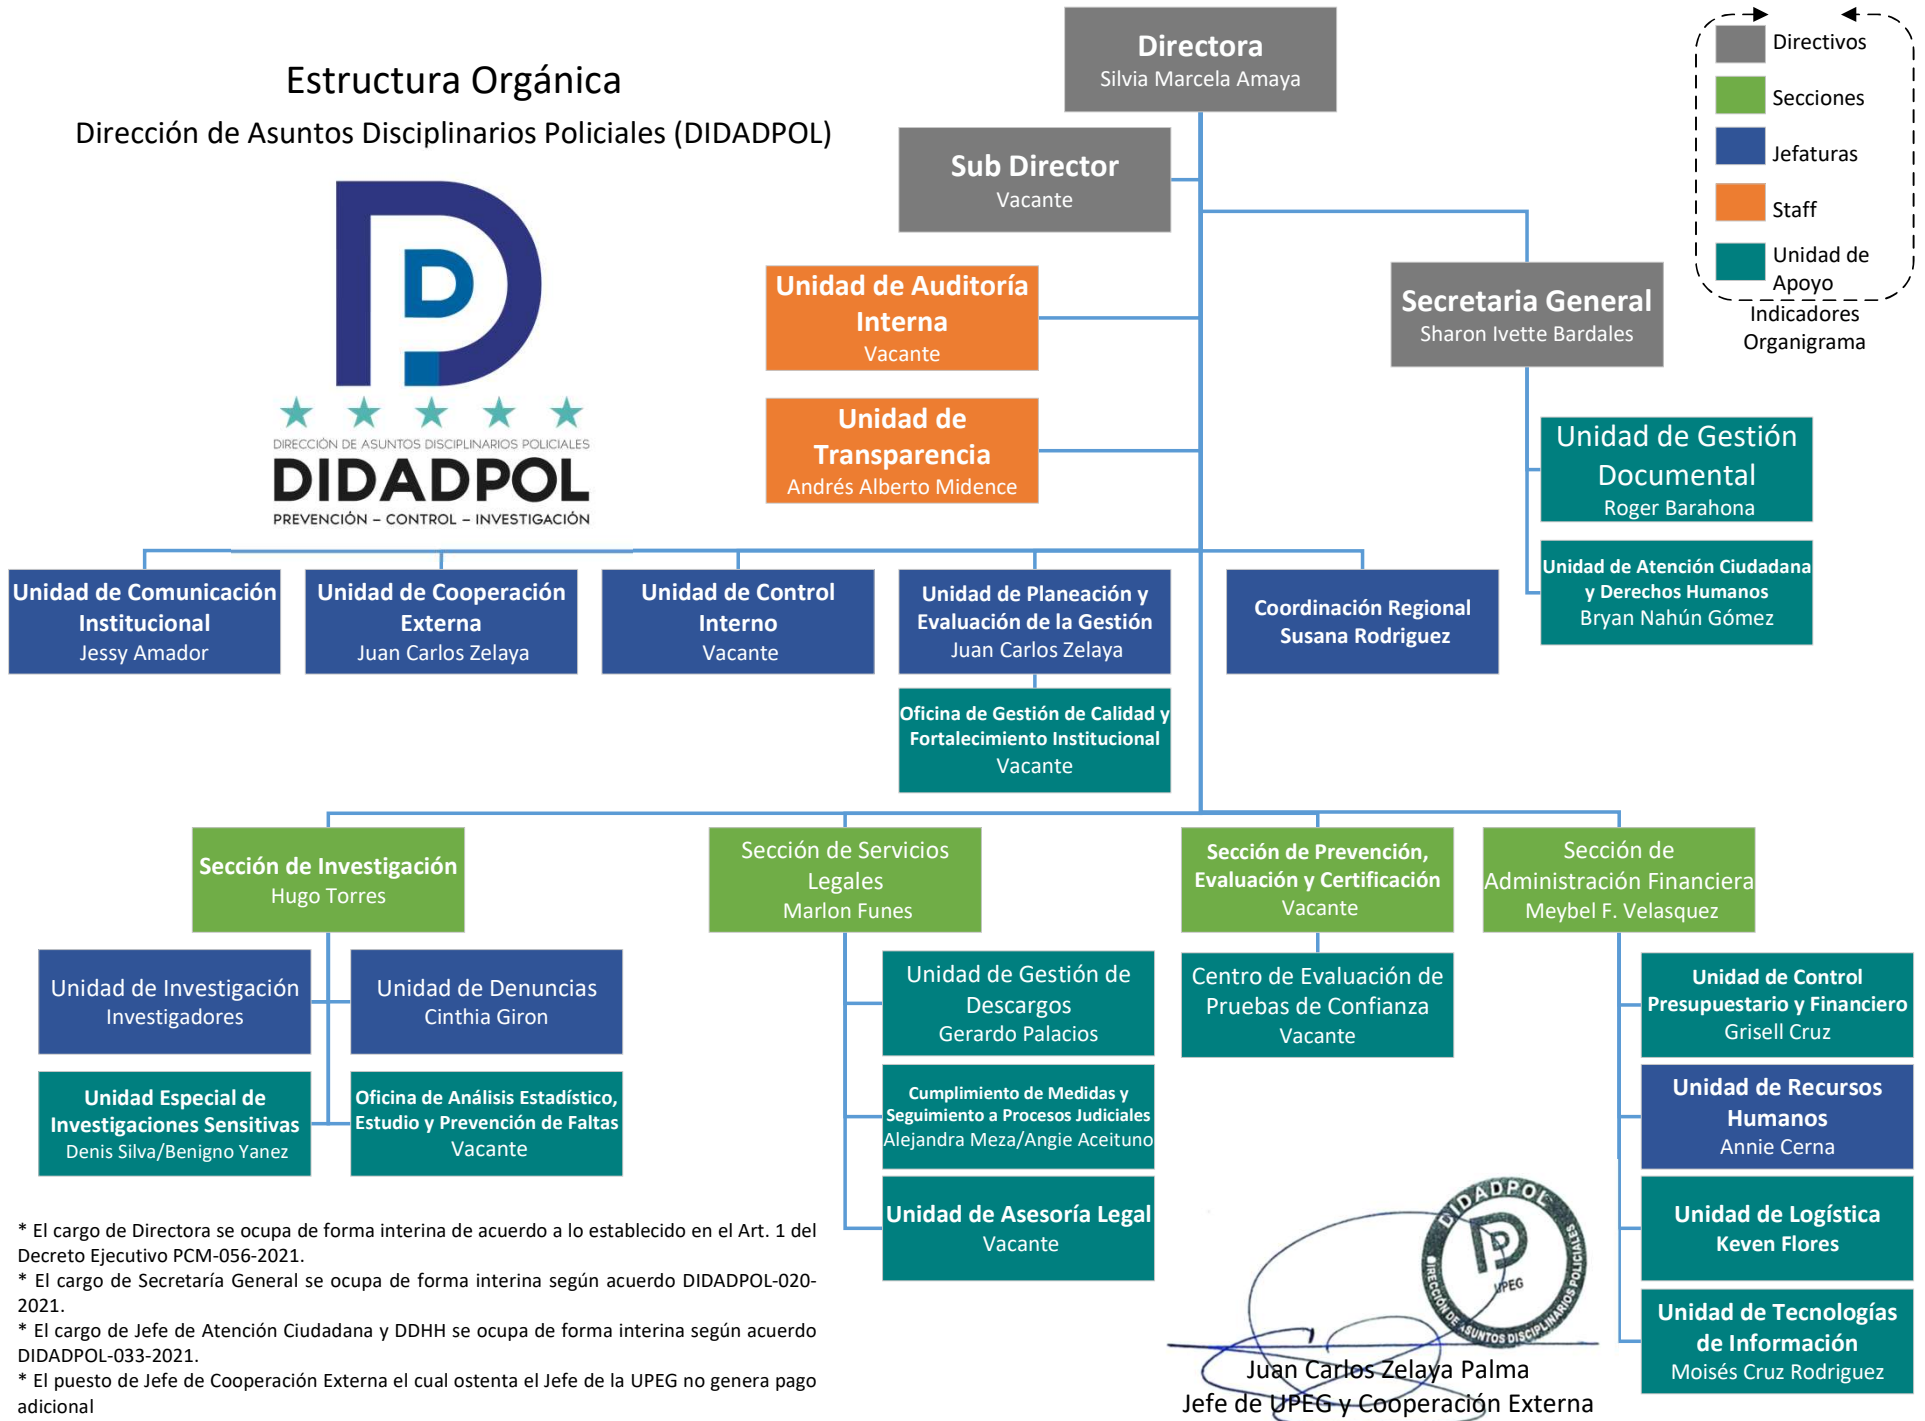 Estructura Orgánica
Dirección de Asuntos Disciplinarios Policiales (DIDADPOL)
DIRECCIÓN DE ASUNTOS DISCIPLINARIOS POLICIALES
DIDADPOL
PREVENCIÓN – CONTROL – INVESTIGACIÓN
Directora
Silvia Marcela Amaya
Sub Director
Vacante
Directivos
Secciones
Jefaturas
Staff
Unidad de
Apoyo
Indicadores
Organigrama
Unidad de Auditoría
Interna
Vacante
Secretaria General
Sharon Ivette Bardales
Unidad de
Transparencia
Andrés Alberto Midence
Unidad de Gestión
Documental
Roger Barahona
Unidad de Atención Ciudadana
y Derechos Humanos
Bryan Nahún Gómez
Unidad de Comunicación
Institucional
Jessy Amador
Unidad de Cooperación
Externa
Juan Carlos Zelaya
Unidad de Control
Interno
Vacante
Unidad de Planeación y
Evaluación de la Gestión
Juan Carlos Zelaya
Coordinación Regional
Susana Rodriguez
Oficina de Gestión de Calidad y
Fortalecimiento Institucional
Vacante
Sección de Investigación
Hugo Torres
Sección de Servicios
Legales
Marlon Funes
Sección de Prevención,
Evaluación y Certificación
Vacante
Sección de
Administración Financiera
Meybel F. Velasquez
Unidad de Investigación
Investigadores
Unidad de Denuncias
Cinthia Giron
Unidad Especial de
Investigaciones Sensitivas
Denis Silva/Benigno Yanez
Oficina de Análisis Estadístico,
Estudio y Prevención de Faltas
Vacante
Unidad de Gestión de
Descargos
Gerardo Palacios
Cumplimiento de Medidas y
Seguimiento a Procesos Judiciales
Alejandra Meza/Angie Aceituno
Unidad de Asesoría Legal
Vacante
Centro de Evaluación de
Pruebas de Confianza
Vacante
Unidad de Control
Presupuestario y Financiero
Grisell Cruz
Unidad de Recursos
Humanos
Annie Cerna
Unidad de Logística
Keven Flores
Unidad de Tecnologías
de Información
Moisés Cruz Rodriguez
* El cargo de Directora se ocupa de forma interina de acuerdo a lo establecido en el Art. 1 del
Decreto Ejecutivo PCM-056-2021.
* El cargo de Secretaría General se ocupa de forma interina según acuerdo DIDADPOL-020-
2021.
* El cargo de Jefe de Atención Ciudadana y DDHH se ocupa de forma interina según acuerdo
DIDADPOL-033-2021.
* El puesto de Jefe de Cooperación Externa el cual ostenta el Jefe de la UPEG no genera pago
adicional
DIDADPOL
UPEG
DIRECCIÓN DE ASUNTOS DISCIPLINARIOS POLICIALES
Juan Carlos Zelaya Palma
Jefe de UPEG y Cooperación Externa